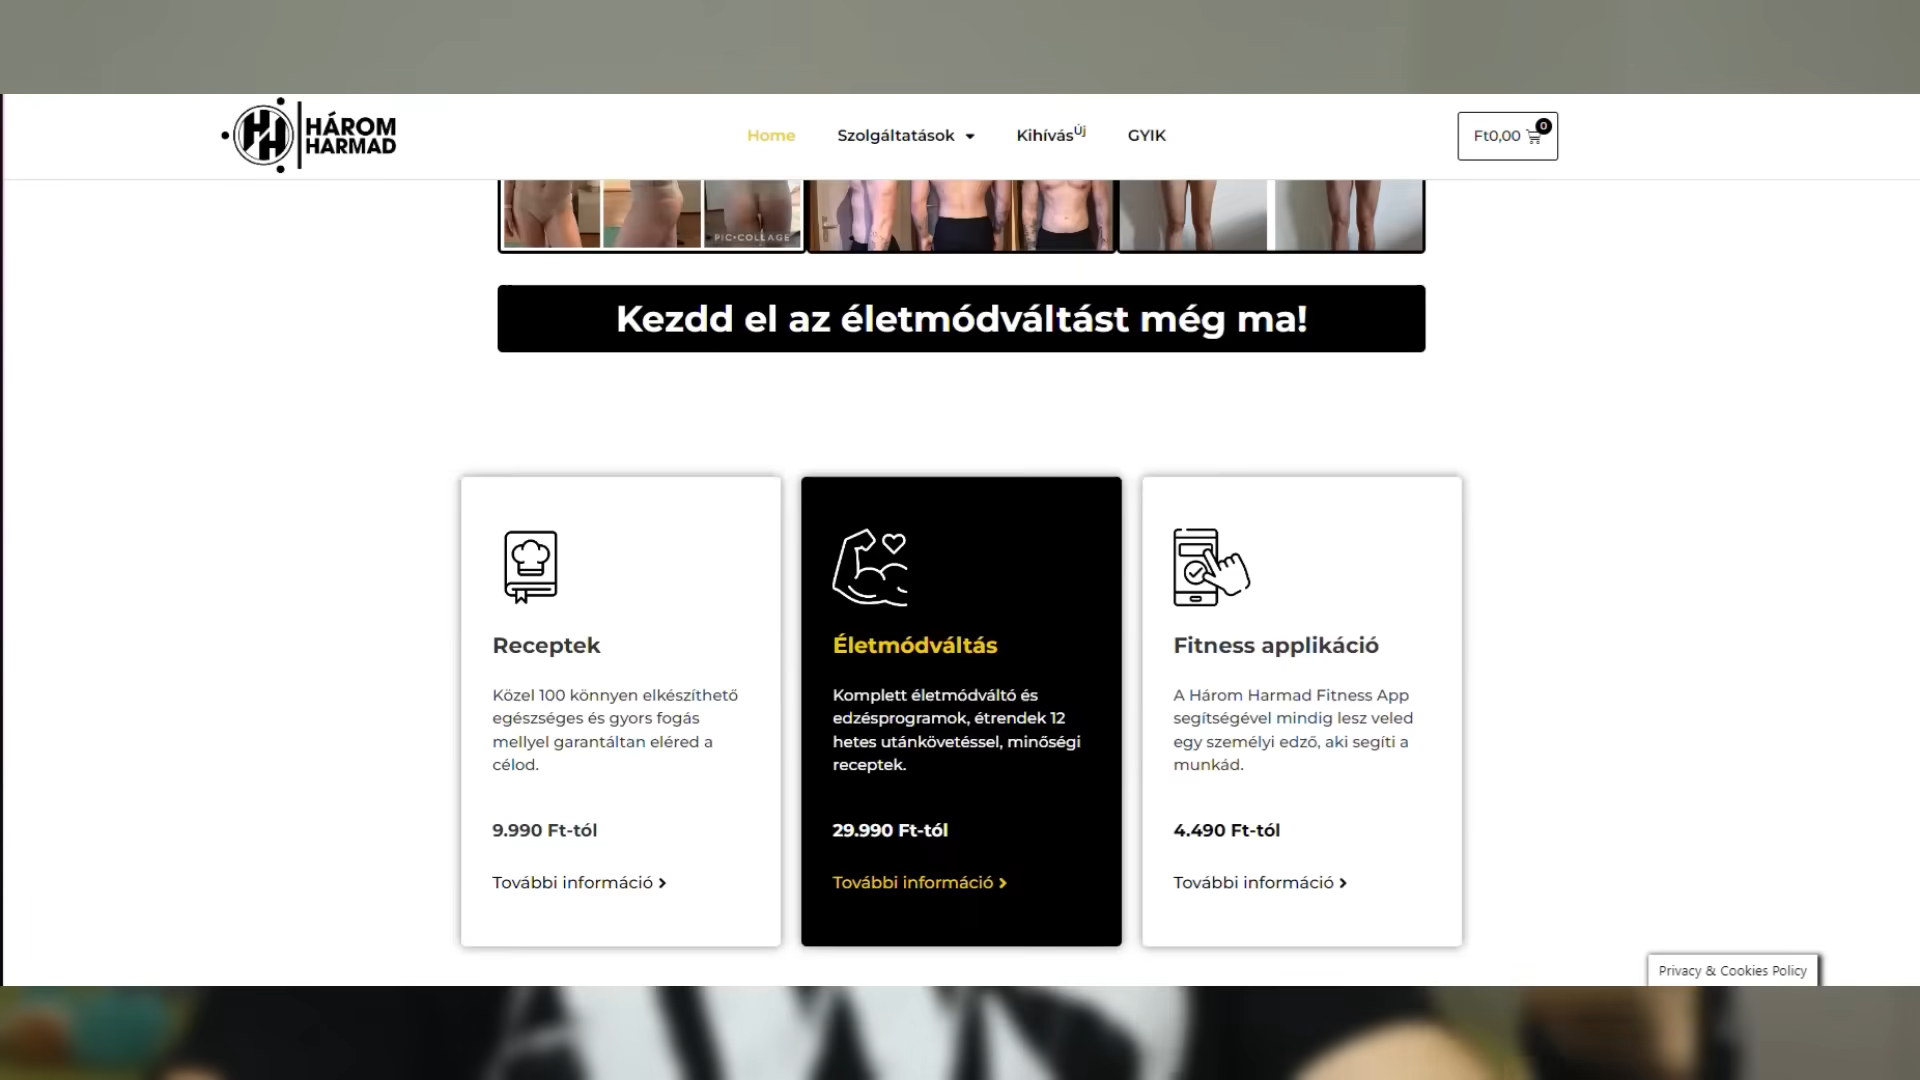 HÁROM
HARMAD
Home
Szolgáltatások
KihívásÚj
GYIK
Ft0,00
0
PIC•COLLAGE
Kezdd el az életmódváltást még ma!
Receptek
Közel 100 könnyen elkészíthető
egészséges és gyors fogás
mellyel garantáltan eléred a
célod.
9.990 Ft-tól
További információ
Életmódváltás
Komplett életmódváltó és
edzésprogramok, étrendek 12
hetes utánkövetéssel, minőségi
receptek.
29.990 Ft-tól
További információ
Fitness applikáció
A Három Harmad Fitness App
segítségével mindig lesz veled
egy személyi edző, aki segíti a
munkád.
4.490 Ft-tól
További információ
Privacy & Cookies Policy